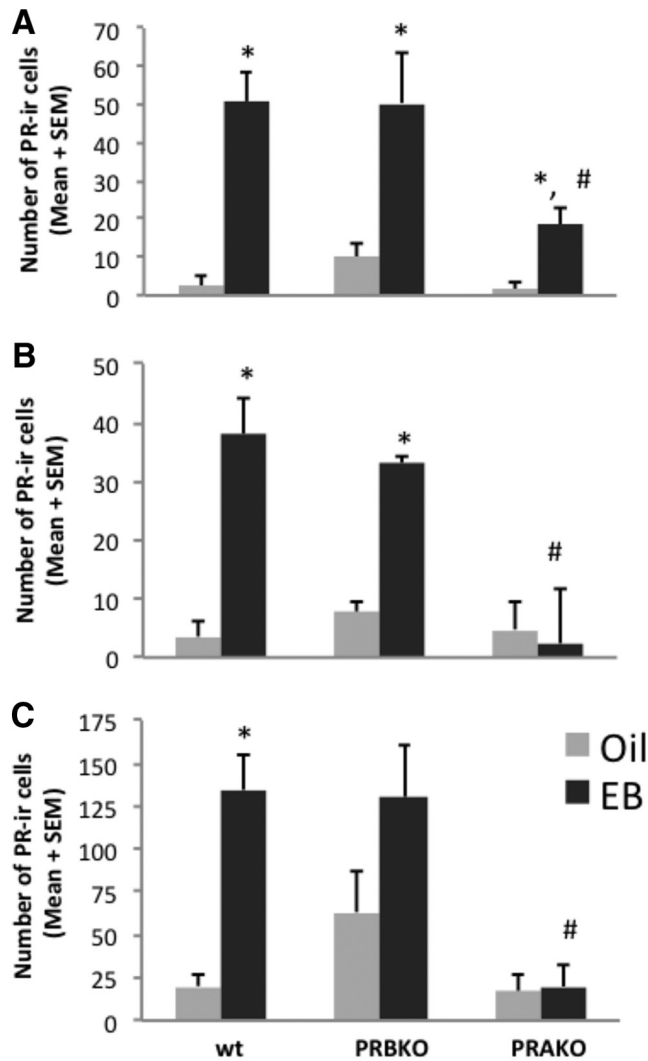 A
Number of PR-ir cells
(Mean + SEM)
70
60
50
40
30
20
10
0
*
*
*, #
B
Number of PR-ir cells
(Mean + SEM)
50
40
30
20
10
0
*
*
#
C
Number of PR-ir cells
(Mean + SEM)
175
150
125
100
75
50
25
0
*
#
Oil
EB
wt PRBKO PRAKO